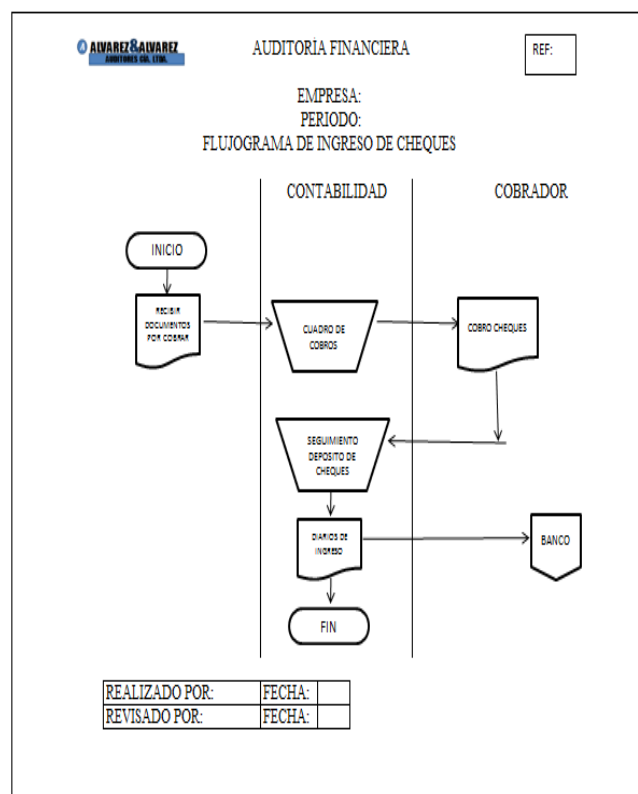 ALVAREZ&ALVAREZ
AUDITORES CIA. LTDA.
AUDITORÍA FINANCIERA
REF:
EMPRESA:
PERIODO:
FLUJOGRAMA DE INGRESO DE CHEQUES
CONTABILIDAD
COBRADOR
INICIO
RECIBIR
DOCUMENTOS
POR COBRAR
CUADRO DE
COBROS
COBRO CHEQUES
SEGUIMIENTO
DEPOSITO DE
CHEQUES
DIARIOS DE
INGRESO
BANCO
FIN
REALIZADO POR:
FECHA:
REVISADO POR:
FECHA: